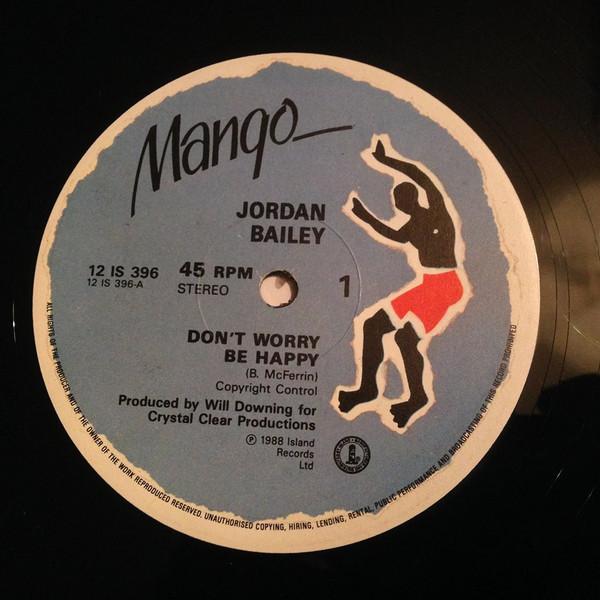 Mango
JORDAN
BAILEY
12 IS 396
12 IS 396-A
45 RPM
STEREO
1
DON'T WORRY
BE HAPPY
(B. McFerrin)
Copyright Control
Produced by Will Downing for
Crystal Clear Productions
℗ 1988 Island
Records
Ltd
ALL RIGHTS OF THE PRODUCER AND OF THE OWNER OF THE WORK REPRODUCED RESERVED. UNAUTHORISED COPYING, HIRING, LENDING, RENTAL, PUBLIC PERFORMANCE AND BROADCASTING OF THIS RECORD PROHIBITED